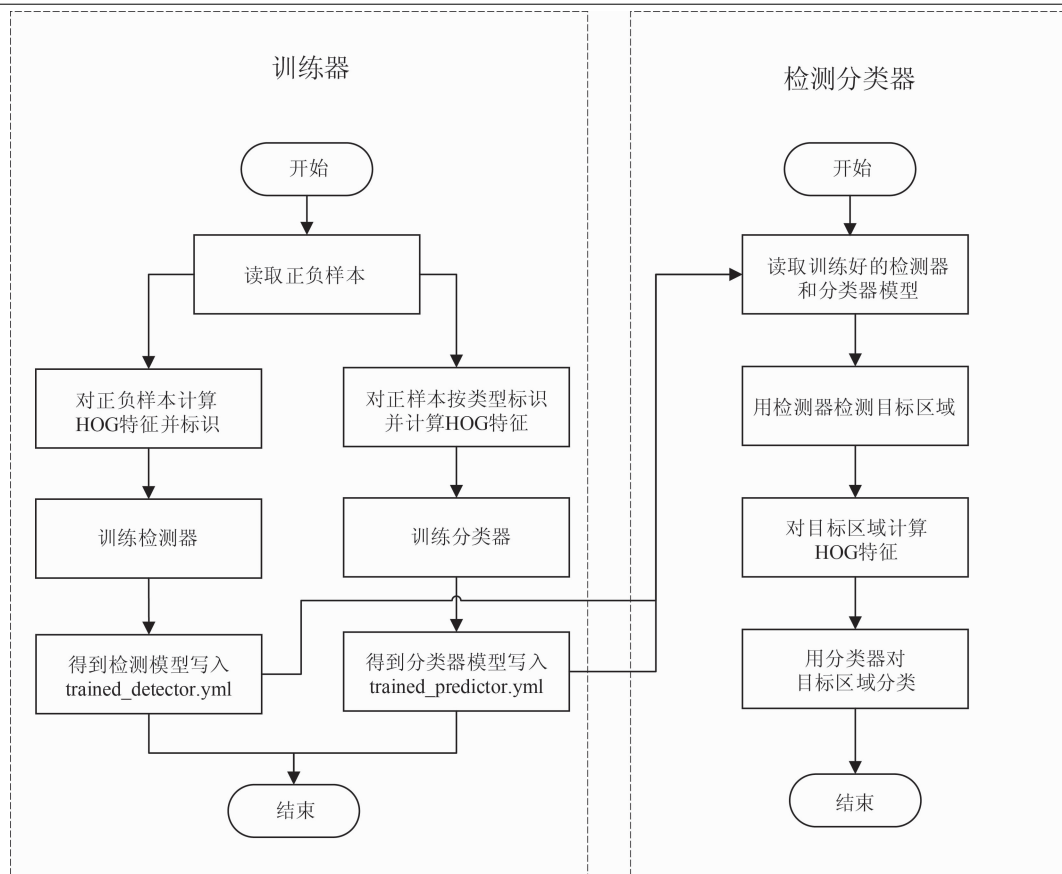 训练器
开始
读取正负样本
对正负样本计算
HOG特征并标识
对正样本按类型标识
并计算HOG特征
训练检测器
训练分类器
得到检测模型写入
trained_detector.yml
得到分类器模型写入
trained_predictor.yml
结束
检测分类器
开始
读取训练好的检测器
和分类器模型
用检测器检测目标区域
对目标区域计算
HOG特征
用分类器对
目标区域分类
结束